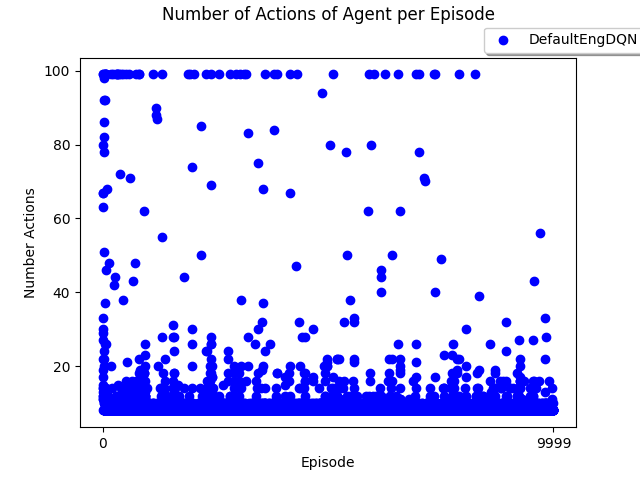 Number of Actions of Agent per Episode
DefaultEngDQN
100
80
60
40
20
Number Actions
0
9999
Episode